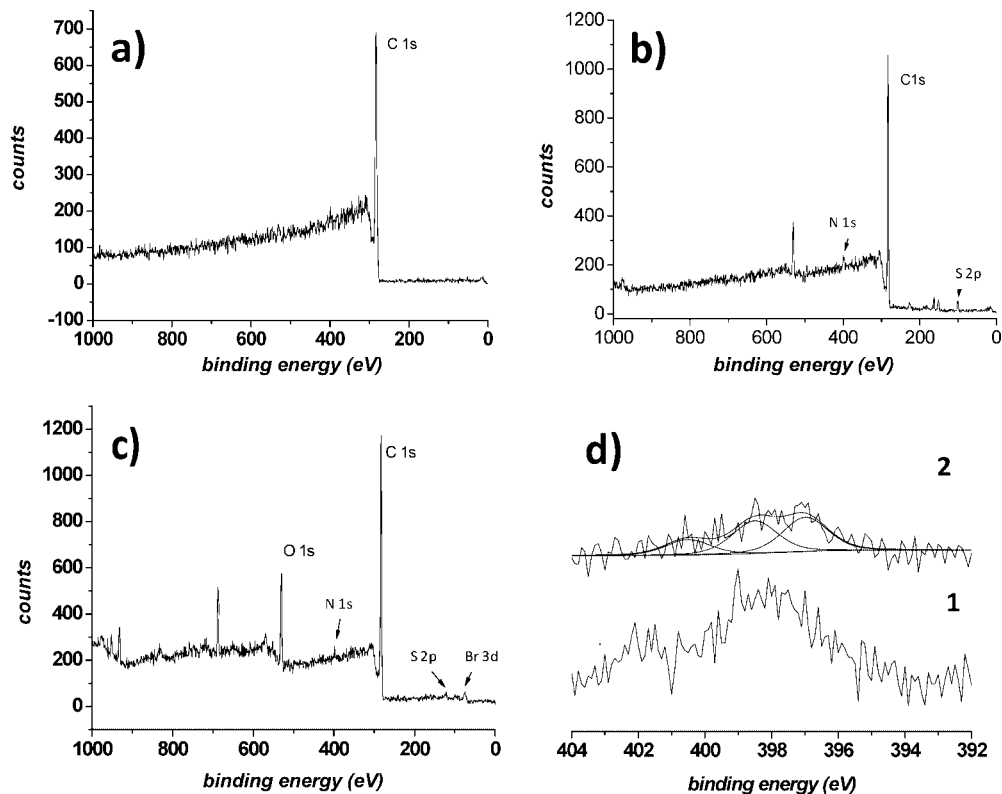 a)
C 1s
700
600
500
400
300
200
100
0
-100
counts
1000 800 600 400 200 0
binding energy (eV)
b)
C1s
N 1s
S 2p
1200
1000
800
600
400
200
0
counts
1000 800 600 400 200 0
binding energy (eV)
c)
C 1s
O 1s
N 1s
S 2p
Br 3d
1200
1000
800
600
400
200
0
counts
1000 800 600 400 200 0
binding energy (eV)
d)
2
1
404 402 400 398 396 394 392
binding energy (eV)